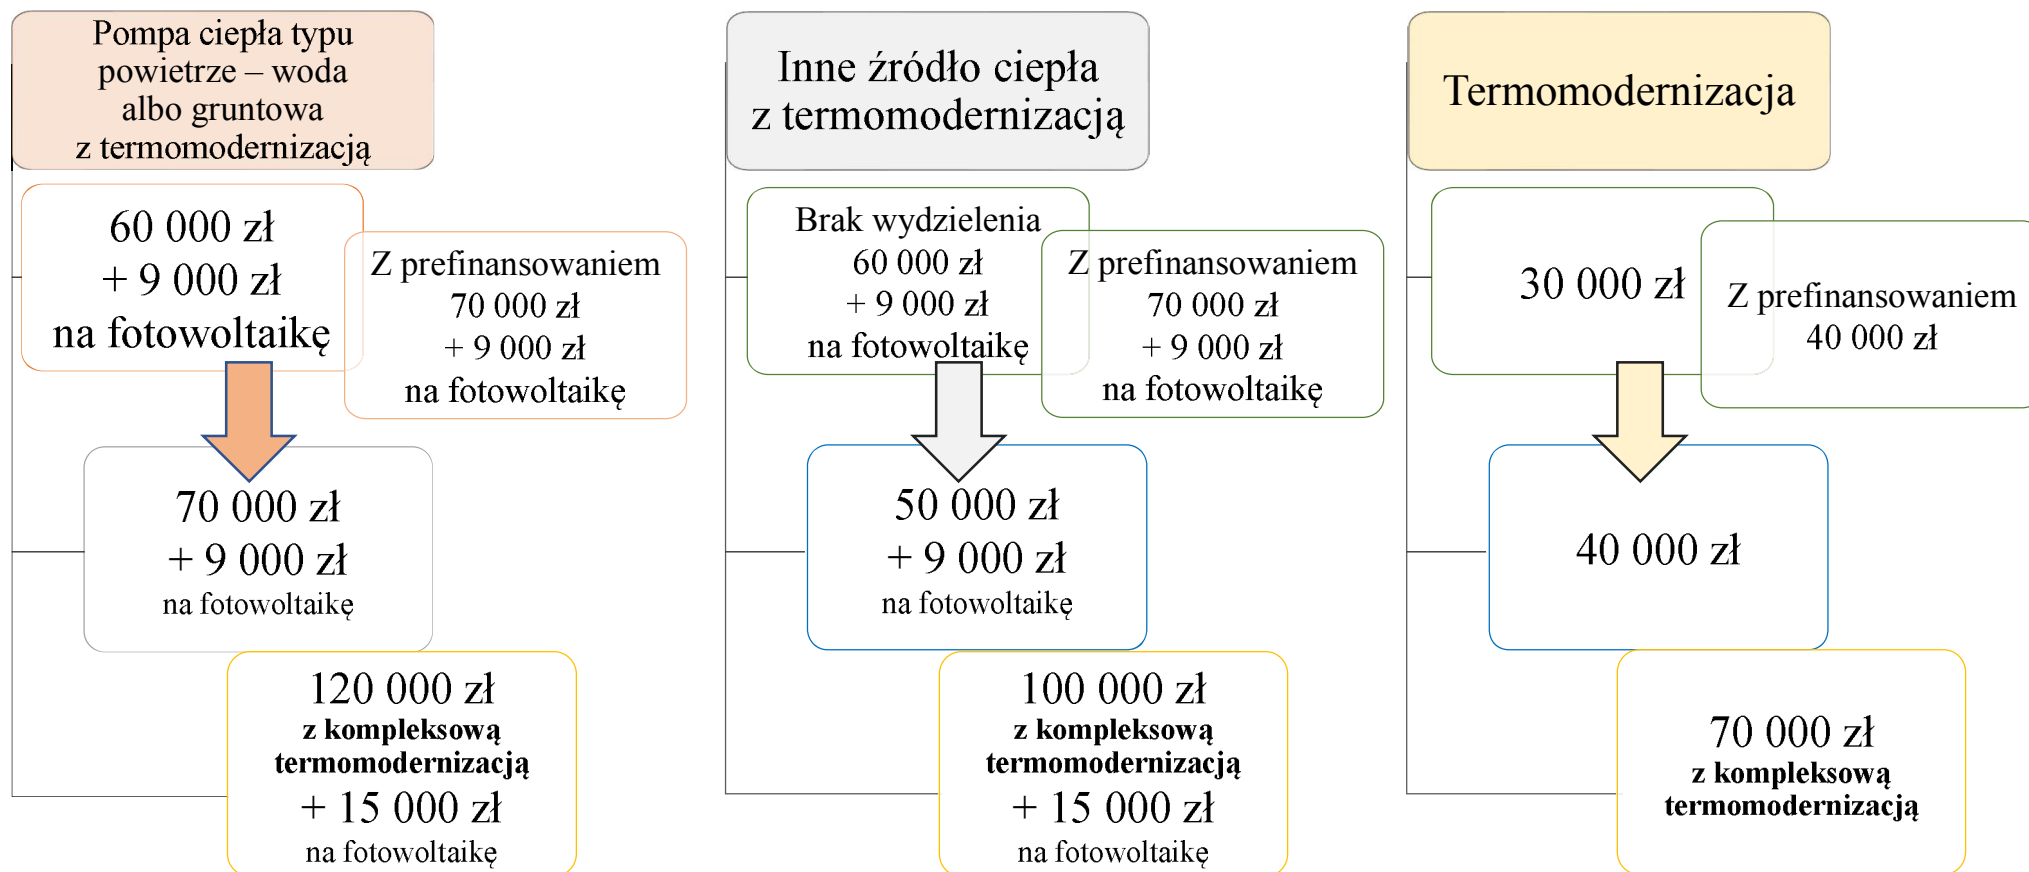 Pompa ciepła typu
powietrze – woda
albo gruntowa
z termomodernizacją
60 000 zł
+ 9 000 zł
na fotowoltaikę
Z prefinansowaniem
70 000 zł
+ 9 000 zł
na fotowoltaikę
70 000 zł
+ 9 000 zł
na fotowoltaikę
120 000 zł
z kompleksową
termomodernizacją
+ 15 000 zł
na fotowoltaikę
Inne źródło ciepła
z termomodernizacją
Brak wydzielenia
60 000 zł
+ 9 000 zł
na fotowoltaikę
Z prefinansowaniem
70 000 zł
+ 9 000 zł
na fotowoltaikę
50 000 zł
+ 9 000 zł
na fotowoltaikę
100 000 zł
z kompleksową
termomodernizacją
+ 15 000 zł
na fotowoltaikę
Termomodernizacja
30 000 zł
Z prefinansowaniem
40 000 zł
40 000 zł
70 000 zł
z kompleksową
termomodernizacją